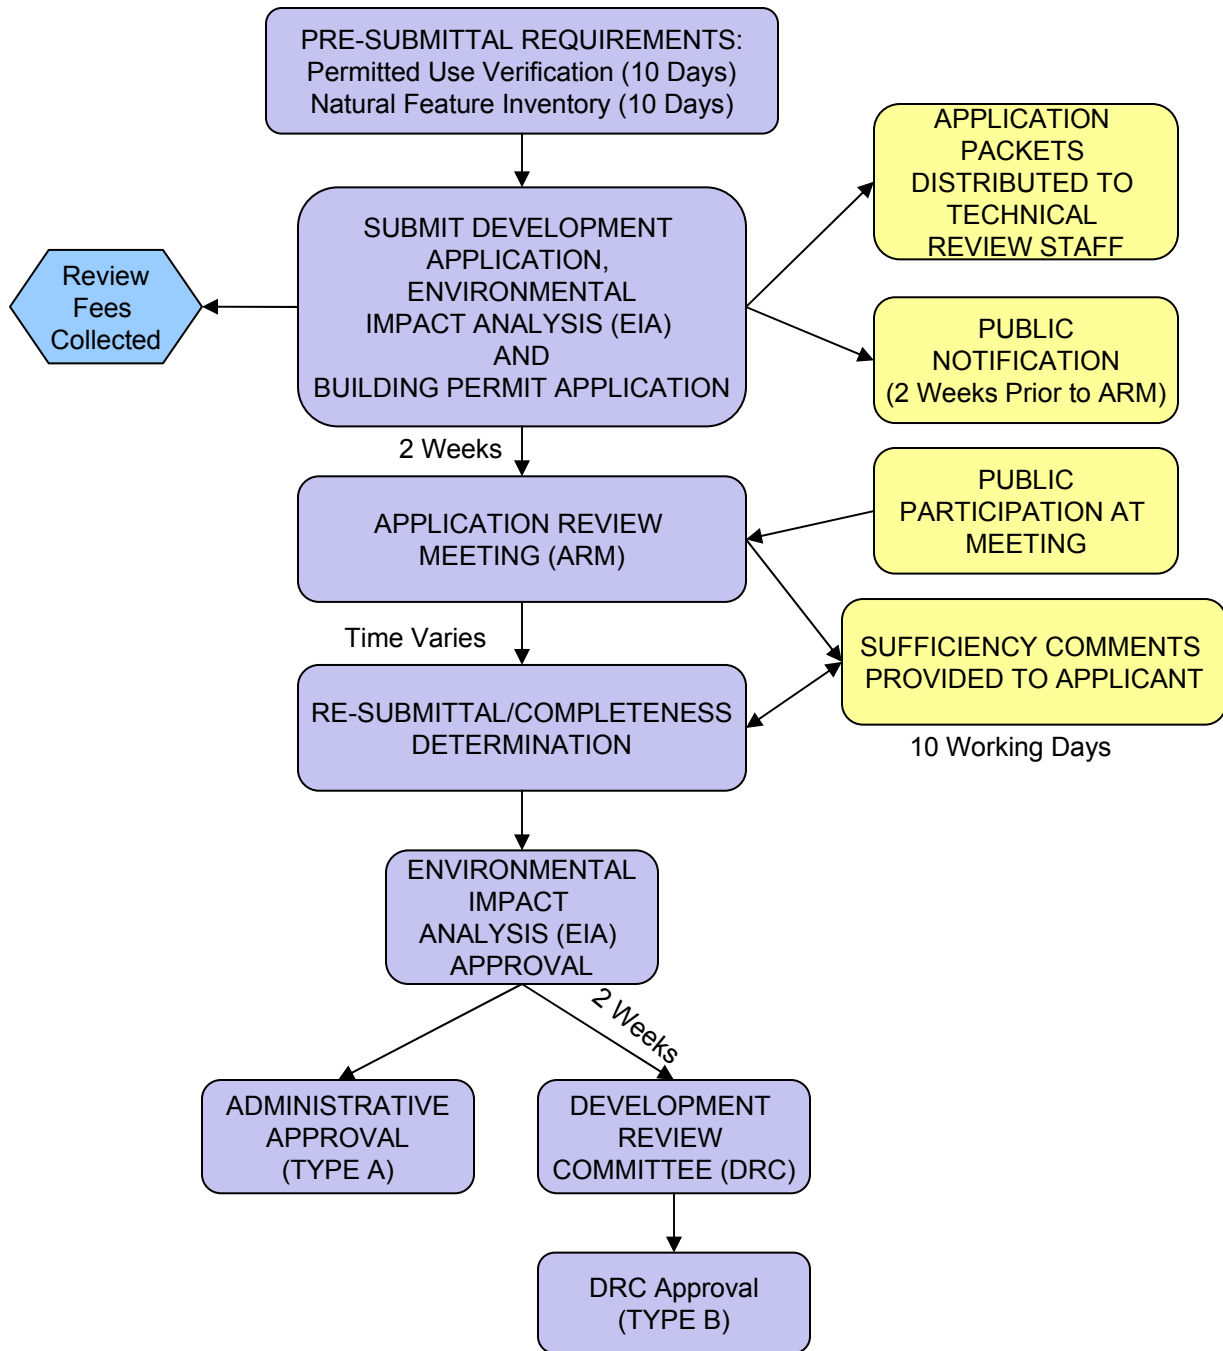 PRE-SUBMITTAL REQUIREMENTS:
Permitted Use Verification (10 Days)
Natural Feature Inventory (10 Days)
APPLICATION
PACKETS
DISTRIBUTED TO
TECHNICAL
REVIEW STAFF
SUBMIT DEVELOPMENT
APPLICATION,
ENVIRONMENTAL
IMPACT ANALYSIS (EIA)
AND
BUILDING PERMIT APPLICATION
Review
Fees
Collected
PUBLIC
NOTIFICATION
(2 Weeks Prior to ARM)
2 Weeks
PUBLIC
PARTICIPATION AT
MEETING
APPLICATION REVIEW
MEETING (ARM)
Time Varies
SUFFICIENCY COMMENTS
PROVIDED TO APPLICANT
10 Working Days
RE-SUBMITTAL/COMPLETENESS
DETERMINATION
ENVIRONMENTAL
IMPACT
ANALYSIS (EIA)
APPROVAL
2 Weeks
ADMINISTRATIVE
APPROVAL
(TYPE A)
DEVELOPMENT
REVIEW
COMMITTEE (DRC)
DRC Approval
(TYPE B)